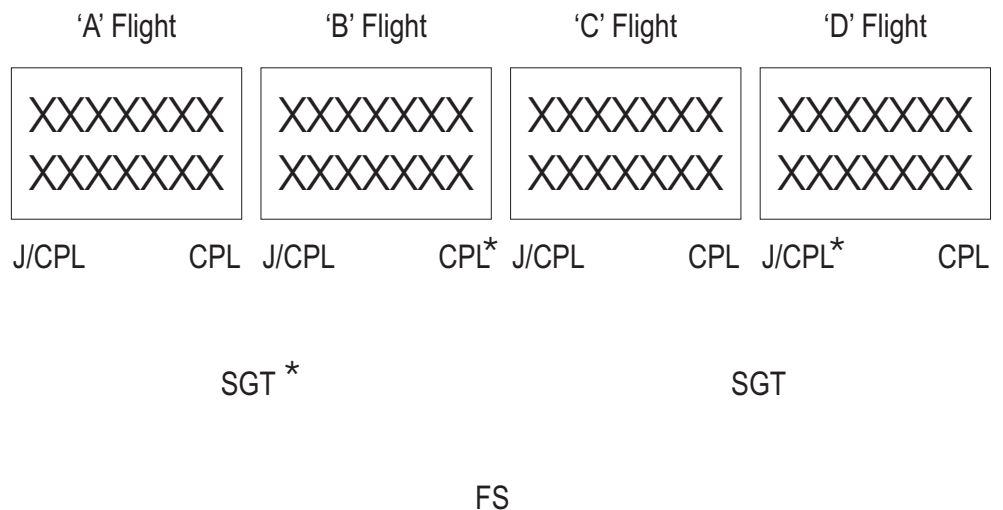 ‘A’ Flight ‘B’ Flight ‘C’ Flight ‘D’ Flight
XXXXXXX XXXXXXX XXXXXXX XXXXXXX
XXXXXXX XXXXXXX XXXXXXX XXXXXXX
J/CPL CPL J/CPL CPL* J/CPL CPL J/CPL* CPL
SGT * SGT
FS